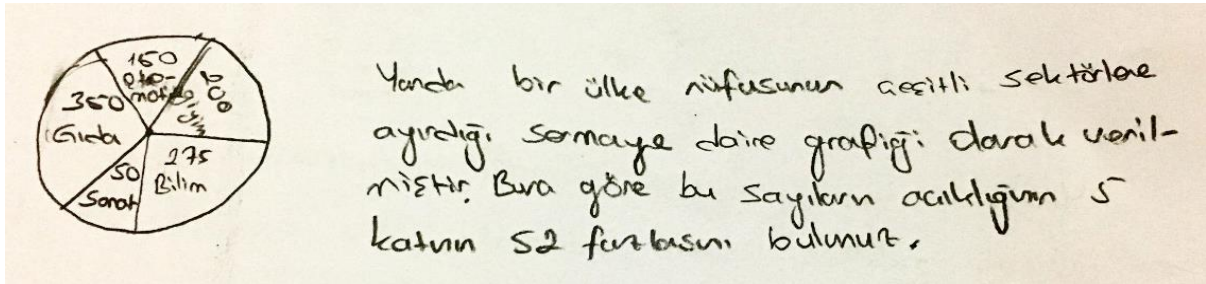 150
oto-
motiv
200
Giyim
350
Gıda
50
Sanat
275
Bilim
Yanda bir ülke nüfusunun çeşitli sektörlere
ayırdığı sermaye daire grafiği olarak veril-
miştir. Buna göre bu sayıların açıklığının 5
katının 52 fazlasını bulunuz.